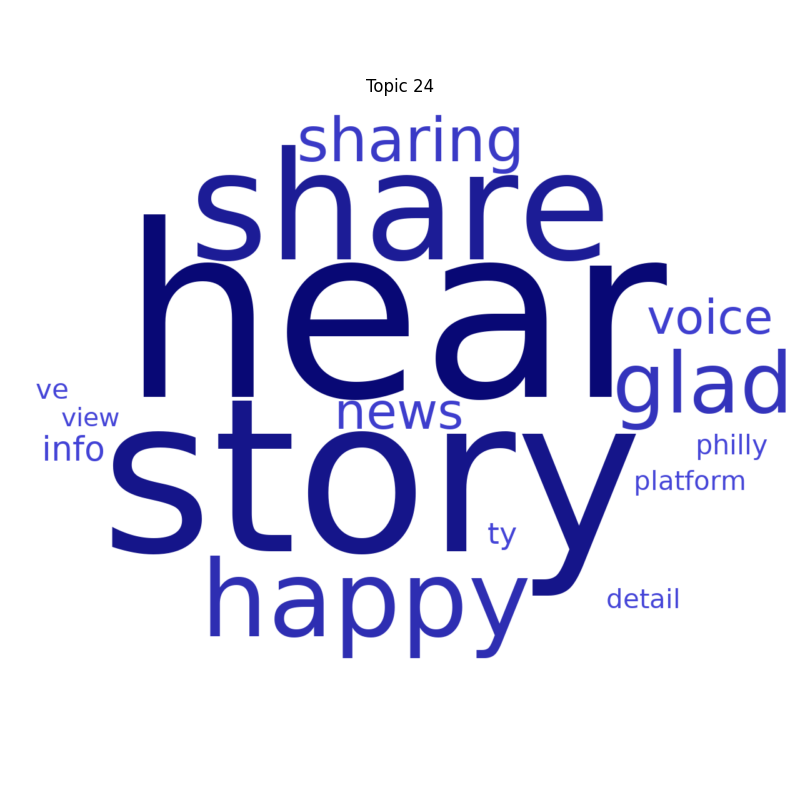 Topic 24
sharing
share
hear
voice
glad
ve
news
view
info
story
philly
platform
ty
happy
detail